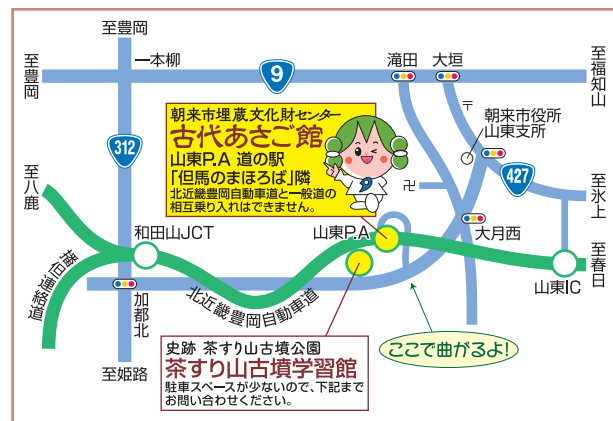 至豊岡
至豊岡
一本柳
9
滝田
大垣
至福知山
〒
朝来市役所
山東支所
朝来市埋蔵文化財センター
古代あさご館
山東P.A 道の駅
「但馬のまほろば」隣
北近畿豊岡自動車道と一般道の
相互乗り入れはできません。
312
427
至八鹿
至氷上
卍
和田山JCT
山東P.A
大月西
至春日
山東IC
播但連絡道
加都北
北近畿豊岡自動車道
ここで曲がるよ!
史跡 茶すり山古墳公園
茶すり山古墳学習館
駐車スペースが少ないので、下記まで
お問い合わせください。
至姫路